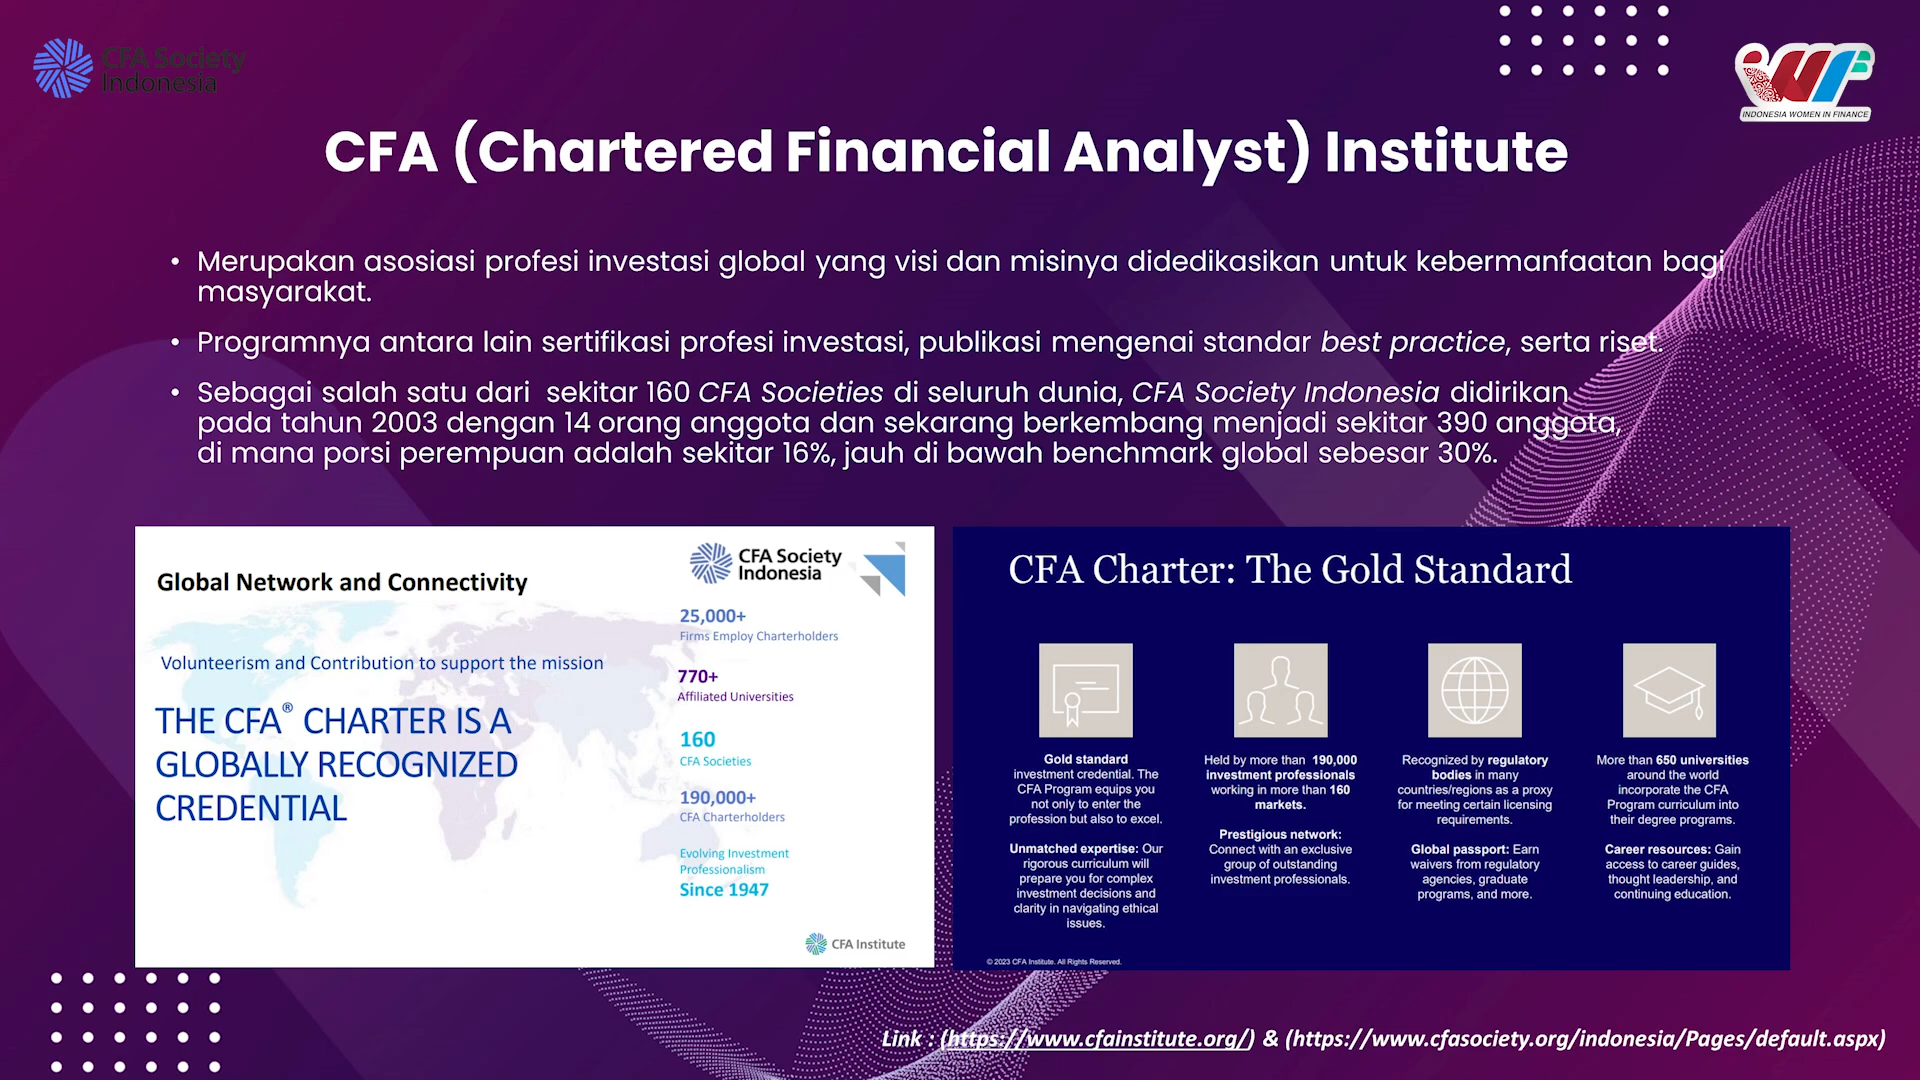 CFA Society
Indonesia
INDONESIA WOMEN IN FINANCE
CFA (Chartered Financial Analyst) Institute
• Merupakan asosiasi profesi investasi global yang visi dan misinya didedikasikan untuk kebermanfaatan bagi
masyarakat.
• Programnya antara lain sertifikasi profesi investasi, publikasi mengenai standar best practice, serta riset.
• Sebagai salah satu dari sekitar 160 CFA Societies di seluruh dunia, CFA Society Indonesia didirikan
pada tahun 2003 dengan 14 orang anggota dan sekarang berkembang menjadi sekitar 390 anggota,
di mana porsi perempuan adalah sekitar 16%, jauh di bawah benchmark global sebesar 30%.
CFA Society
Indonesia
Global Network and Connectivity
Volunteerism and Contribution to support the mission
THE CFA® CHARTER IS A
GLOBALLY RECOGNIZED
CREDENTIAL
25,000+
Firms Employ Charterholders
770+
Affiliated Universities
160
CFA Societies
190,000+
CFA Charterholders
Evolving Investment
Professionalism
Since 1947
CFA Institute
CFA Charter: The Gold Standard
Gold standard
investment credential. The
CFA Program equips you
not only to enter the
profession but also to excel.
Unmatched expertise: Our
rigorous curriculum will
prepare you for complex
investment decisions and
clarity in navigating ethical
issues.
Held by more than 190,000
investment professionals
working in more than 160
markets.
Prestigious network:
Connect with an exclusive
group of outstanding
investment professionals.
Recognized by regulatory
bodies in many
countries/regions as a proxy
for meeting certain licensing
requirements.
Global passport: Earn
waivers from regulatory
agencies, graduate
programs, and more.
More than 650 universities
around the world
incorporate the CFA
Program curriculum into
their degree programs.
Career resources: Gain
access to career guides,
thought leadership, and
continuing education.
© 2023 CFA Institute. All Rights Reserved.
Link : (https://www.cfainstitute.org/) & (https://www.cfasociety.org/indonesia/Pages/default.aspx)